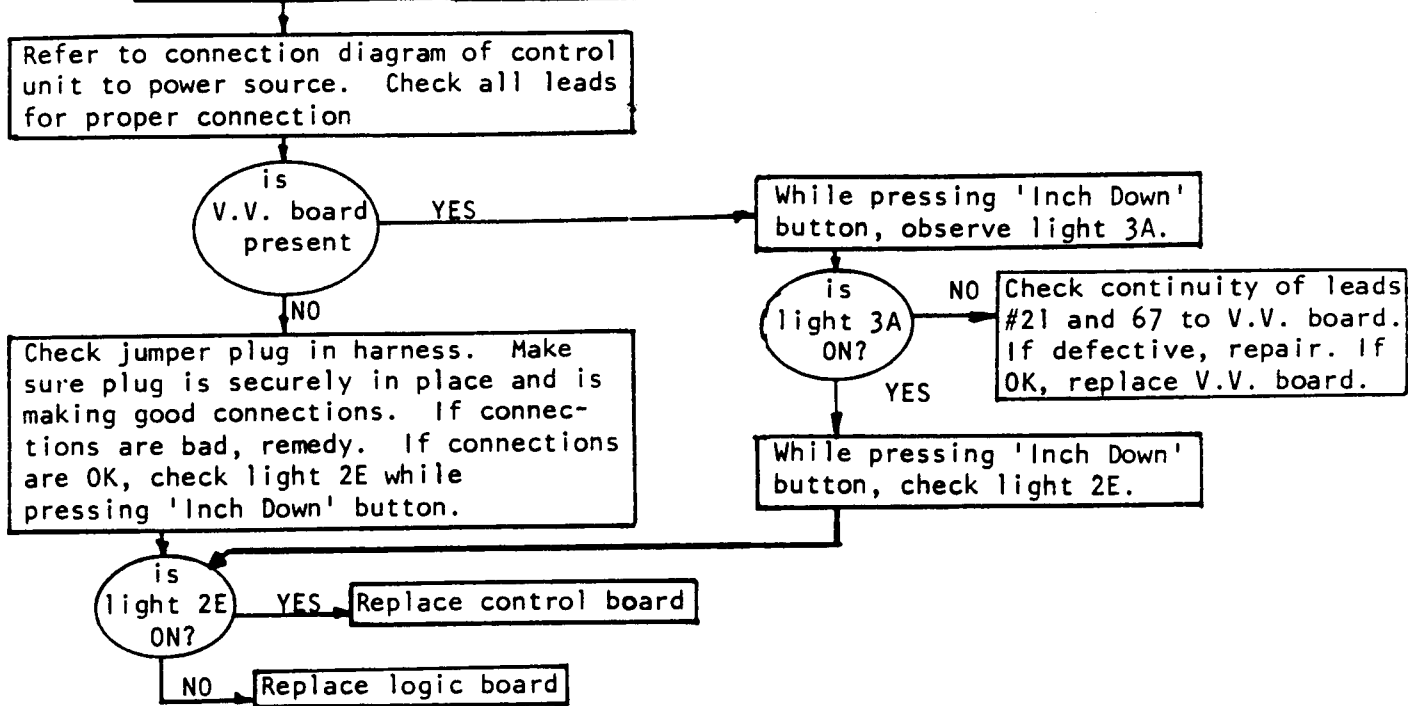 Refer to connection diagram of control
unit to power source. Check all leads
for proper connection
is
V.V. board
present
YES
While pressing 'Inch Down'
button, observe light 3A.
NO
is
light 3A
ON?
NO
Check continuity of leads
#21 and 67 to V.V. board.
If defective, repair. If
OK, replace V.V. board.
YES
Check jumper plug in harness. Make
sure plug is securely in place and is
making good connections. If connec-
tions are bad, remedy. If connections
are OK, check light 2E while
pressing 'Inch Down' button.
While pressing 'Inch Down'
button, check light 2E.
is
light 2E
ON?
YES
Replace control board
NO
Replace logic board